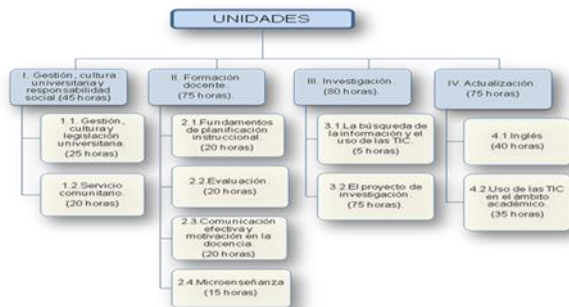 UNIDADES
I. Gestión, cultura
universitaria y
responsabilidad
social (45 horas)
1.1. Gestión,
cultura y
legislación
universitaria.
(25 horas)
1.2.Servicio
comunitario.
(20 horas)
II. Formación
docente.
(75 horas).
2.1.Fundamentos
de planificación
instruccional.
(20 horas)
2.2.Evaluación.
(20 horas)
2.3.Comunicación
efectiva y
motivación en la
docencia.
(20 horas)
2.4.Microenseñanza
(15 horas)
III. Investigación.
(80 horas).
3.1.La búsqueda de
la información y el
uso de las TIC.
(5 horas)
3.2.El proyecto de
investigación.
(75 horas).
IV. Actualización.
(75 horas)
4.1.Inglés
(40 horas)
4.2.Uso de las TIC
en el ámbito
académico
(35 horas)